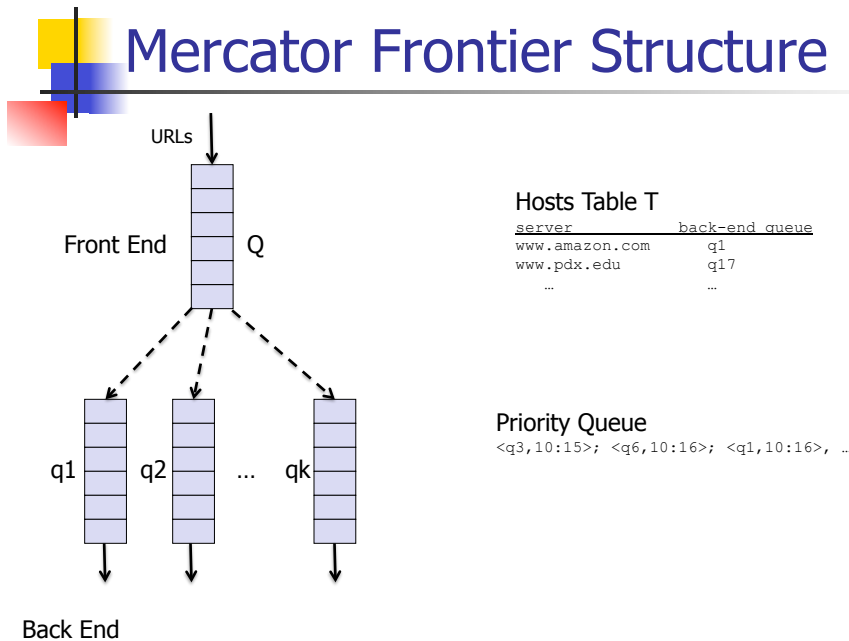 Mercator Frontier Structure
URLs
Front End
Q
q1
q2
…
qk
Back End
Hosts Table T
server back-end queue
www.amazon.com q1
www.pdx.edu q17
… …
Priority Queue
<q3,10:15>; <q6,10:16>; <q1,10:16>, …